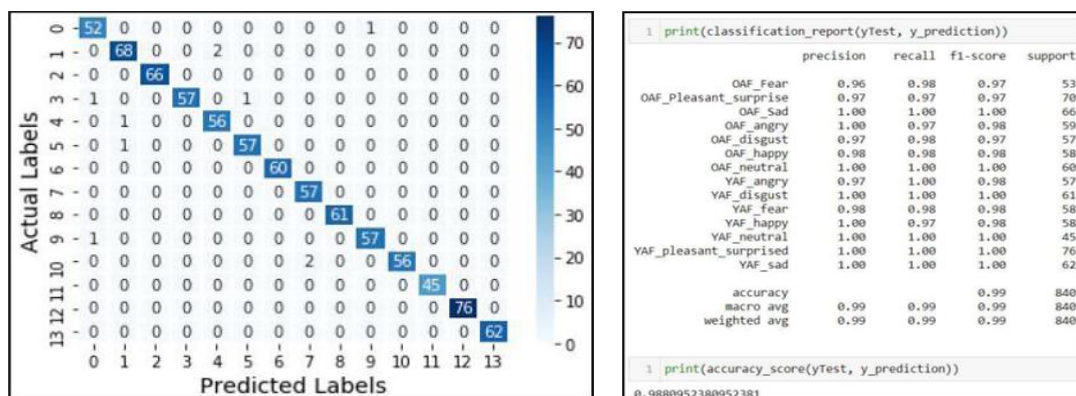 0 - 52 0 0 0 0 0 0 0 0 1 0 0 0 0
1 - 0 68 0 0 2 0 0 0 0 0 0 0 0 0
2 - 0 0 66 0 0 0 0 0 0 0 0 0 0 0
3 - 1 0 0 57 0 1 0 0 0 0 0 0 0 0
4 - 0 1 0 0 56 0 0 0 0 0 0 0 0 0
5 - 0 1 0 0 0 57 0 0 0 0 0 0 0 0
6 - 0 0 0 0 0 0 60 0 0 0 0 0 0 0
7 - 0 0 0 0 0 0 0 57 0 0 0 0 0 0
8 - 0 0 0 0 0 0 0 0 61 0 0 0 0 0
9 - 1 0 0 0 0 0 0 0 0 57 0 0 0 0
10 - 0 0 0 0 0 0 0 2 0 0 56 0 0 0
11 - 0 0 0 0 0 0 0 0 0 0 0 45 0 0
12 - 0 0 0 0 0 0 0 0 0 0 0 0 76 0
13 - 0 0 0 0 0 0 0 0 0 0 0 0 0 62
0 1 2 3 4 5 6 7 8 9 10 11 12 13
Predicted Labels
Actual Labels
- 70
- 60
- 50
- 40
- 30
- 20
- 10
- 0
1 print(classification_report(yTest, y_prediction))
precision recall f1-score support
OAF_Fear 0.96 0.98 0.97 53
OAF_Pleasant_surprise 0.97 0.97 0.97 70
OAF_Sad 1.00 1.00 1.00 66
OAF_angry 1.00 0.97 0.98 59
OAF_disgust 0.97 0.98 0.97 57
OAF_happy 0.98 0.98 0.98 58
OAF_neutral 1.00 1.00 1.00 60
YAF_angry 0.97 1.00 0.98 57
YAF_disgust 1.00 1.00 1.00 61
YAF_fear 0.98 0.98 0.98 58
YAF_happy 1.00 0.97 0.98 58
YAF_neutral 1.00 1.00 1.00 45
YAF_pleasant_surprised 1.00 1.00 1.00 76
YAF_sad 1.00 1.00 1.00 62
accuracy 0.99 840
macro avg 0.99 0.99 0.99 840
weighted avg 0.99 0.99 0.99 840
1 print(accuracy_score(yTest, y_prediction))
0.9880952380952381